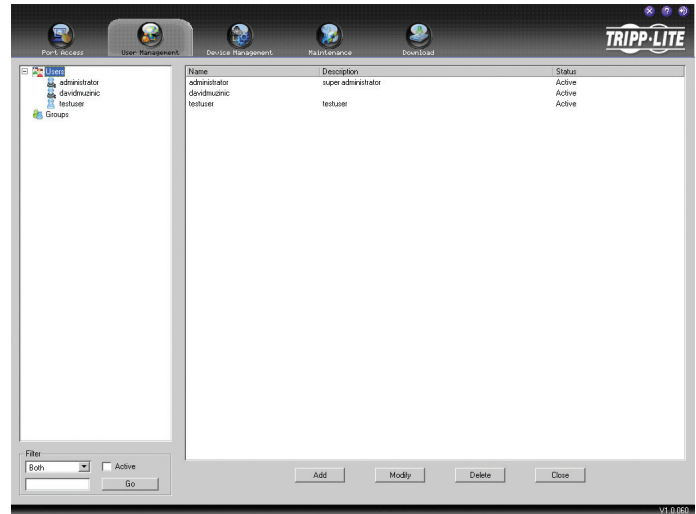 TRIPP·LITE
Port Access User Management Device Management Maintenance Download
Users
administrator
davidmuzinic
testuser
Groups
Name Description Status
administrator super administrator Active
davidmuzinic Active
testuser testuser Active
Filter
Both Active
Go
Add Modify Delete Close
V1.0.060